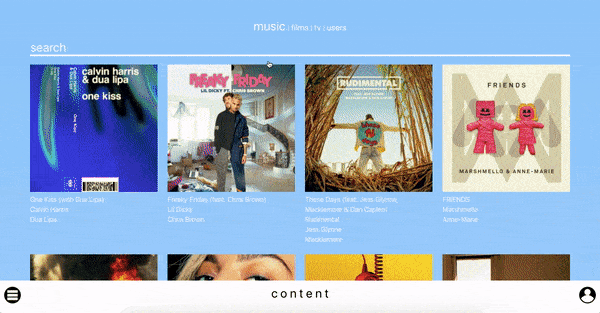 music | films | tv | users
search
calvin harris
& dua lipa
one kiss
FREAKY FRIDAY
LIL DICKY FT. CHRIS BROWN
RUDIMENTAL
FRIENDS
MARSHMELLO & ANNE-MARIE
One Kiss (with Dua Lipa)
Calvin Harris
Dua Lipa
Freaky Friday (feat. Chris Brown)
Lil Dicky
Chris Brown
These Days (feat. Jess Glynne,
Macklemore & Dan Caplen)
Rudimental
Jess Glynne
Macklemore
FRIENDS
Marshmello
Anne-Marie
content